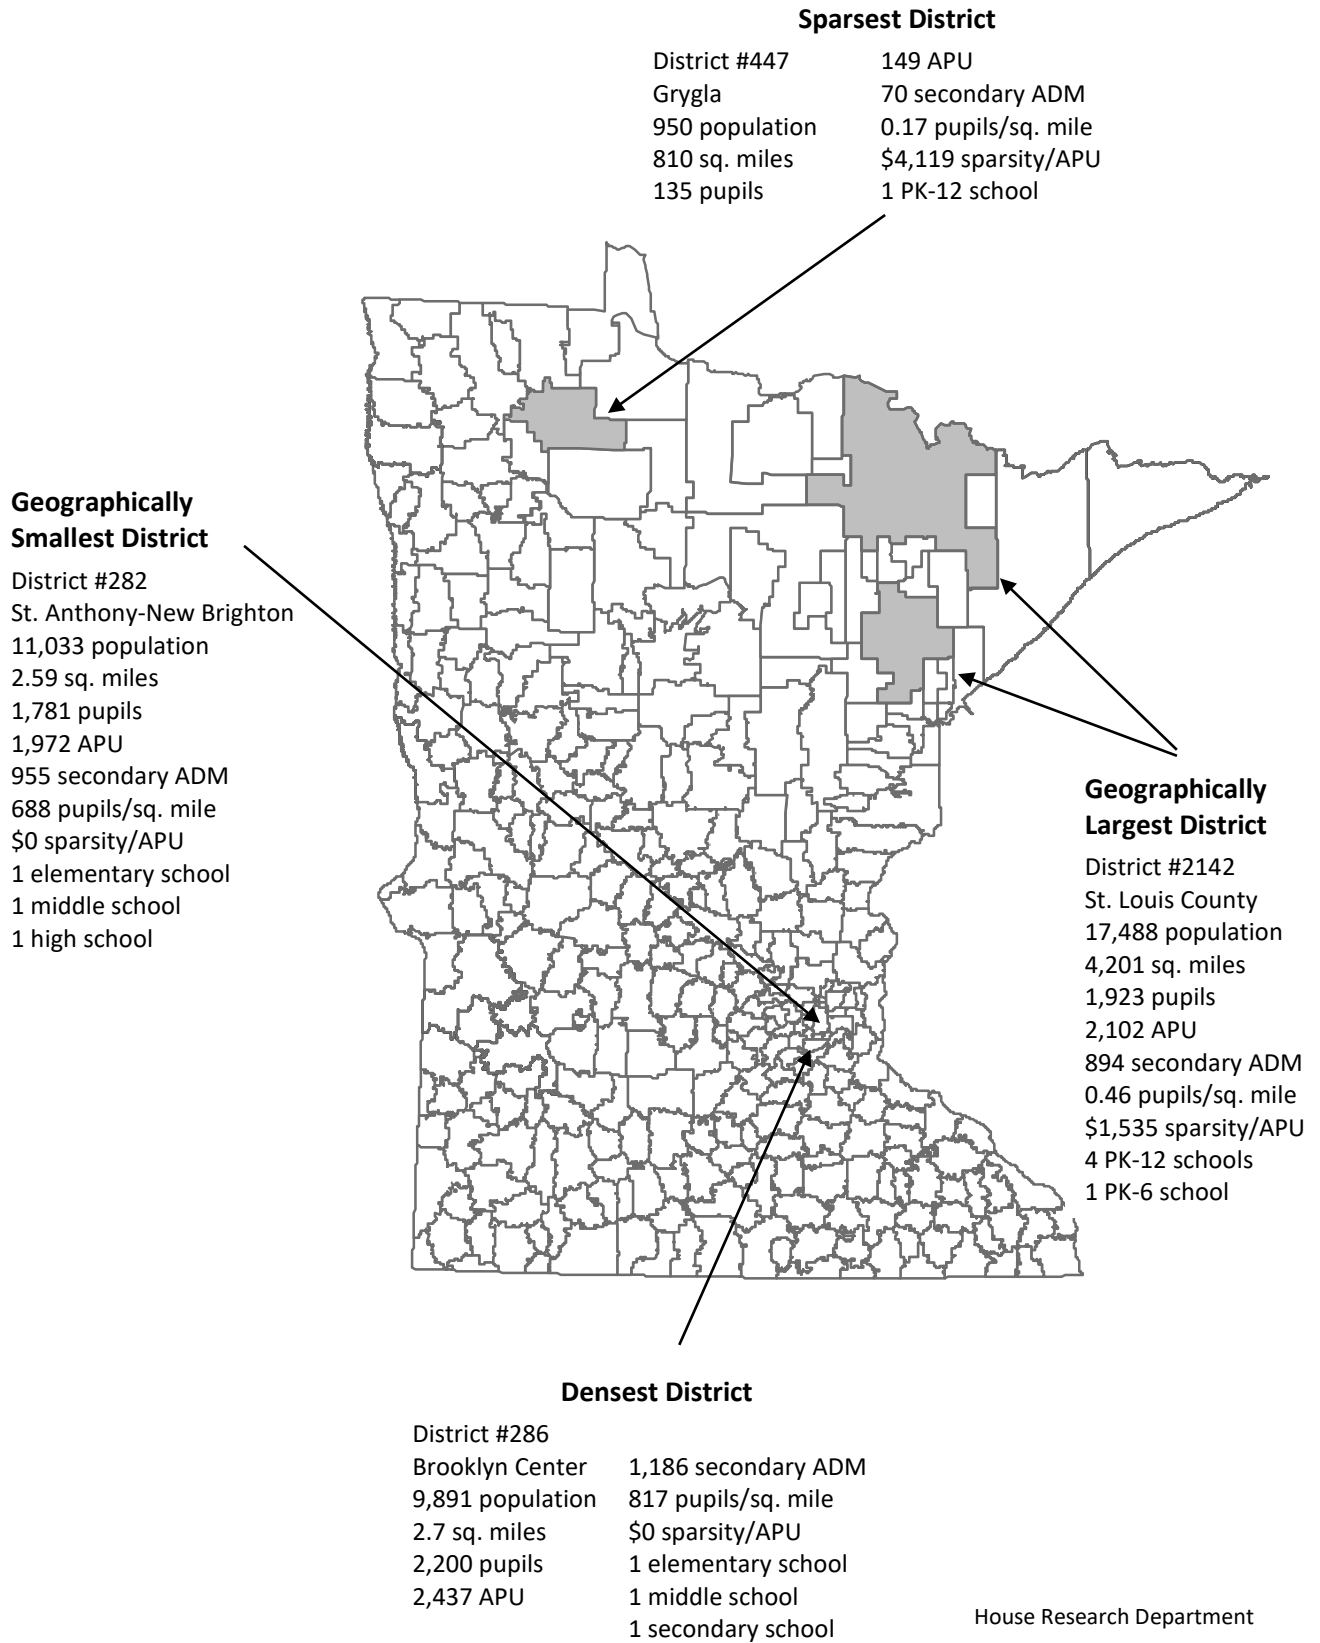 Sparsest District
District #447
Grygla
950 population
810 sq. miles
135 pupils
149 APU
70 secondary ADM
0.17 pupils/sq. mile
$4,119 sparsity/APU
1 PK-12 school
Geographically
Smallest District
District #282
St. Anthony-New Brighton
11,033 population
2.59 sq. miles
1,781 pupils
1,972 APU
955 secondary ADM
688 pupils/sq. mile
$0 sparsity/APU
1 elementary school
1 middle school
1 high school
Geographically
Largest District
District #2142
St. Louis County
17,488 population
4,201 sq. miles
1,923 pupils
2,102 APU
894 secondary ADM
0.46 pupils/sq. mile
$1,535 sparsity/APU
4 PK-12 schools
1 PK-6 school
Densest District
District #286
Brooklyn Center
9,891 population
2.7 sq. miles
2,200 pupils
2,437 APU
1,186 secondary ADM
817 pupils/sq. mile
$0 sparsity/APU
1 elementary school
1 middle school
1 secondary school
House Research Department